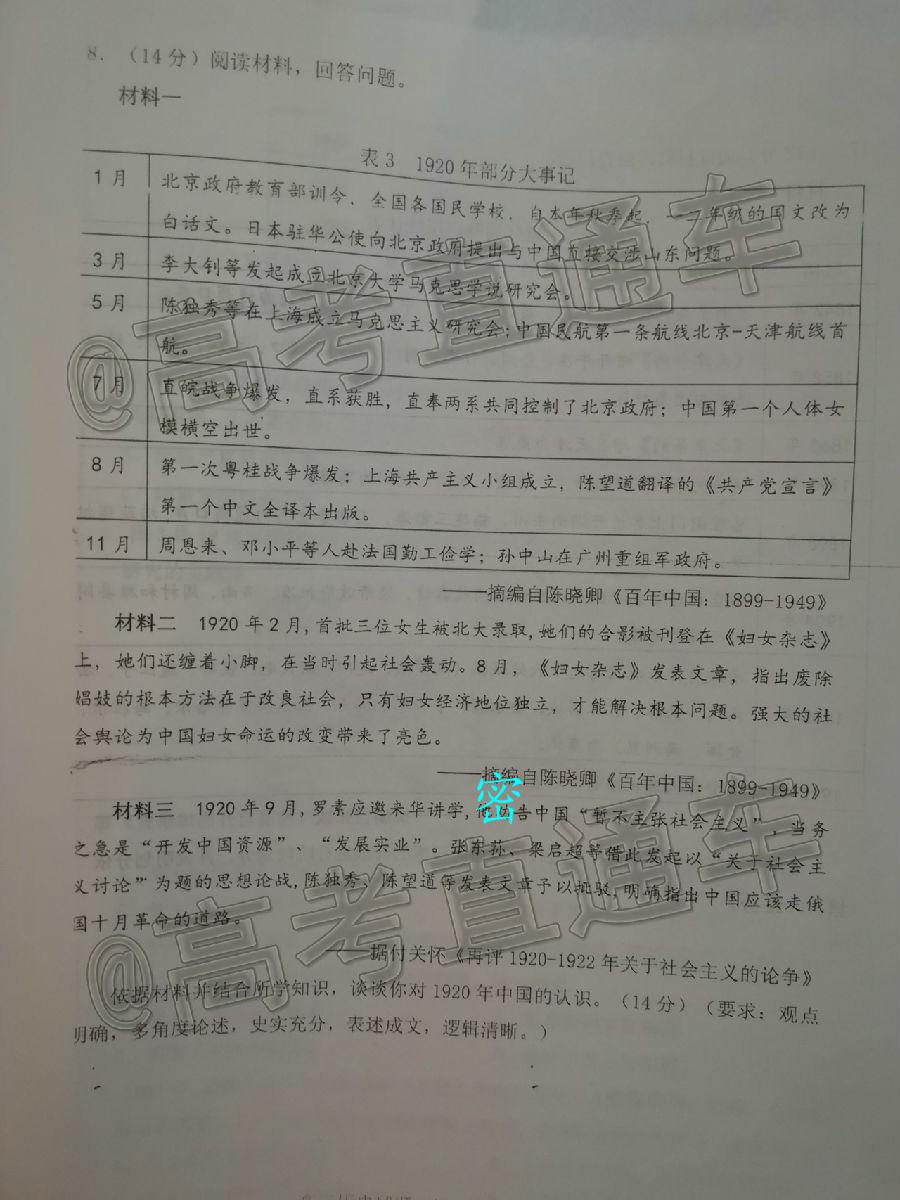 8. （14分）阅读材料，回答问题。
材料一
表3 1920年部分大事记
1月 北京政府教育部训令、全国各国民学校，自本年秋季起，一二年级的国文改为
白话文。日本驻华公使向北京政府提出与中国直接交涉山东问题。
3月 李大钊等发起成团北京大学马克思学说研究会。
5月 陈独秀等在上海成立马克思主义研究会；中国民航第一条航线北京-天津航线首
航。
7月 直皖战争爆发，直系获胜，直奉两系共同控制了北京政府；中国第一个人体女
模横空出世。
8月 第一次粤桂战争爆发；上海共产主义小组成立，陈望道翻译的《共产党宣言》
第一个中文全译本出版。
11月 周恩来、邓小平等人赴法国勤工俭学；孙中山在广州重组军政府。
——摘编自陈晓卿《百年中国：1899-1949》
材料二 1920年2月，首批三位女生被北大录取，她们的合影被刊登在《妇女杂志》
上，她们还缠着小脚，在当时引起社会轰动。8月，《妇女杂志》发表文章，指出废除
娼妓的根本方法在于改良社会，只有妇女经济地位独立，才能解决根本问题。强大的社
会舆论为中国妇女命运的改变带来了亮色。
——摘编自陈晓卿《百年中国：1899-1949》
密
材料三 1920年9月，罗素应邀来华讲学，他劝告中国“暂不主张社会主义”，当务
之急是“开发中国资源”、“发展实业”。张东荪、梁启超等借此发起以“关于社会主
义讨论”为题的思想论战，陈独秀、陈望道等发表文章予以批驳，明确指出中国应该走俄
国十月革命的道路。
——据付关怀《再评1920-1922年关于社会主义的论争》
依据材料并结合所学知识，谈谈你对1920年中国的认识。（14分）（要求：观点
明确，多角度论述，史实充分，表述成文，逻辑清晰。）
@高考直通车
@高考直通车